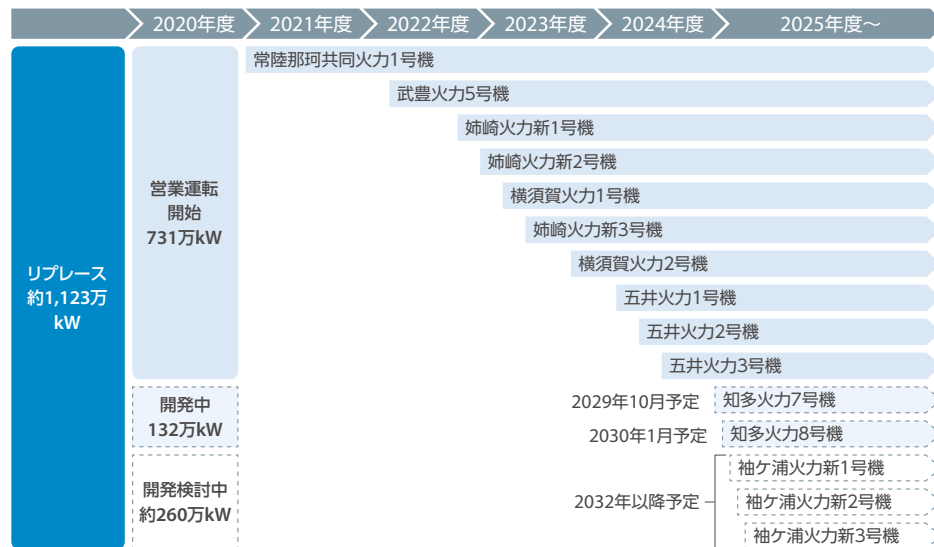 2020年度
2021年度
2022年度
2023年度
2024年度
2025年度～
リプレース
約1,123万
kW
営業運転
開始
731万kW
常陸那珂共同火力1号機
武豊火力5号機
姉崎火力新1号機
姉崎火力新2号機
横須賀火力1号機
姉崎火力新3号機
横須賀火力2号機
五井火力1号機
五井火力2号機
五井火力3号機
開発中
132万kW
2029年10月予定
知多火力7号機
2030年1月予定
知多火力8号機
開発検討中
約260万kW
2032年以降予定
袖ケ浦火力新1号機
袖ケ浦火力新2号機
袖ケ浦火力新3号機